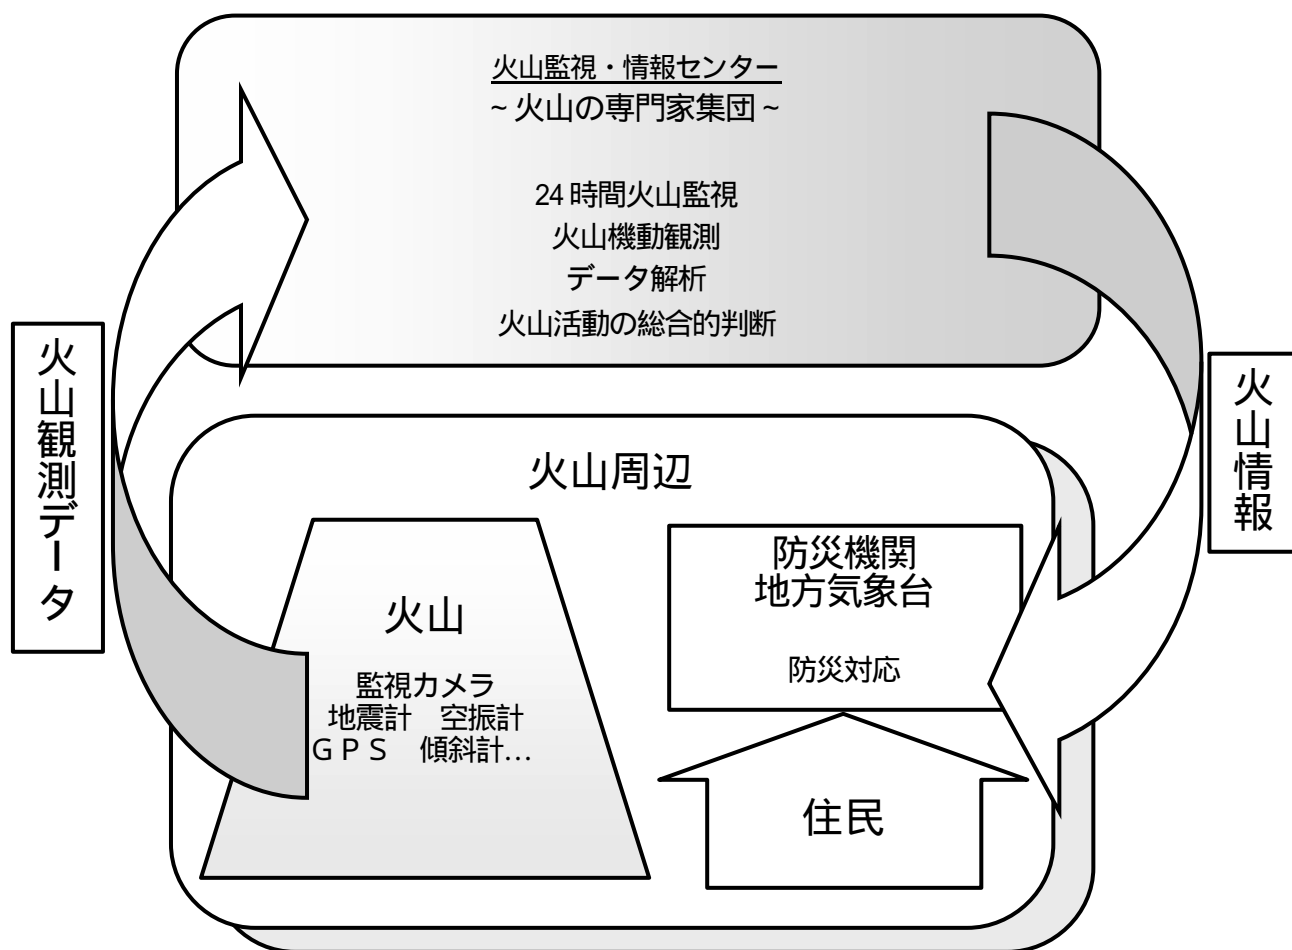 火山監視・情報センター
~ 火山の専門家集団 ~
24 時間火山監視
火山機動観測
データ解析
火山活動の総合的判断
火山観測データ
火山情報
火山周辺
火山
監視カメラ
地震計　空振計
ＧＰＳ　傾斜計…
防災機関
地方気象台
防災対応
住民